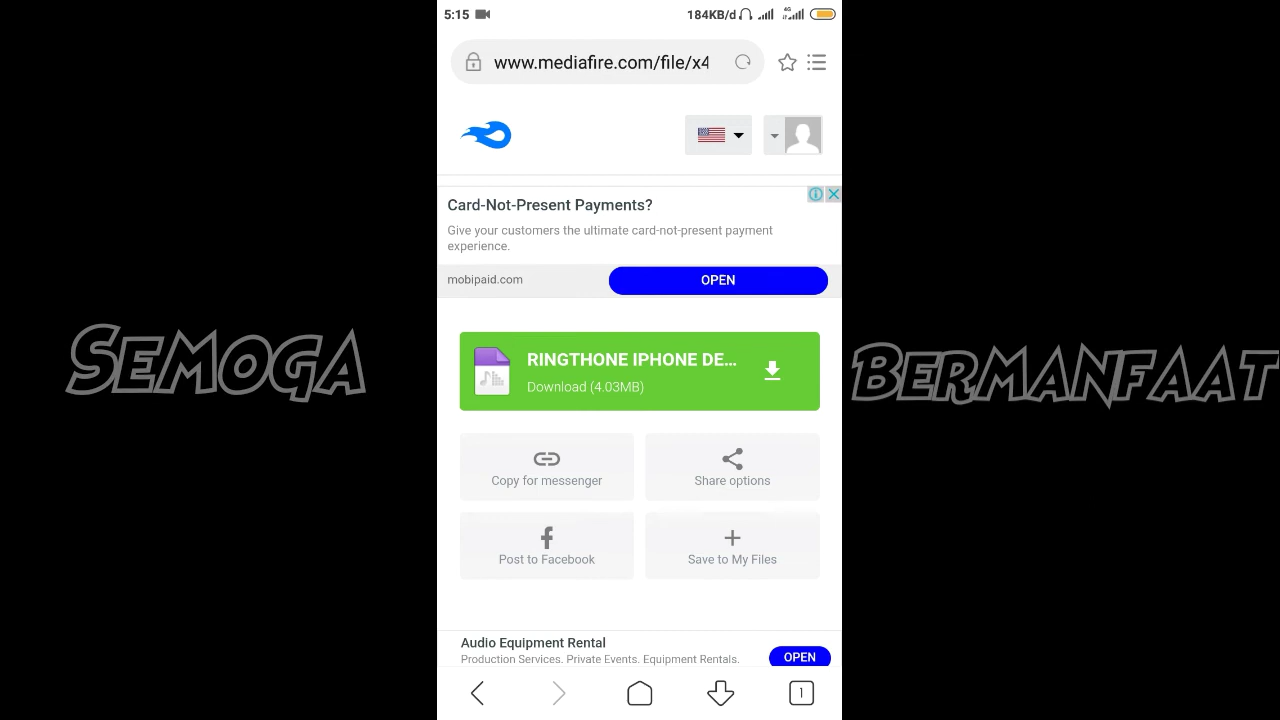 5:15
184KB/d
4G
www.mediafire.com/file/x4
Card-Not-Present Payments?
Give your customers the ultimate card-not-present payment
experience.
mobipaid.com
OPEN
SEMOGA
BERMANFAAT
RINGTHONE IPHONE DE...
Download (4.03MB)
Copy for messenger
Share options
Post to Facebook
Save to My Files
Audio Equipment Rental
Production Services. Private Events. Equipment Rentals.
OPEN
1